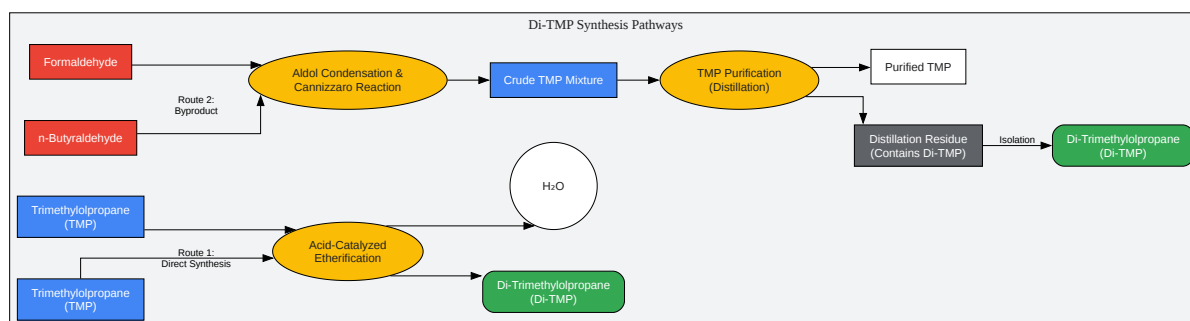 Di-TMP Synthesis Pathways
Formaldehyde
n-Butyraldehyde
Route 2:
Byproduct
Aldol Condensation &
Cannizzaro Reaction
Crude TMP Mixture
TMP Purification
(Distillation)
Purified TMP
Distillation Residue
(Contains Di-TMP)
Isolation
Di-Trimethylolpropane
(Di-TMP)
Trimethylolpropane
(TMP)
Route 1:
Direct Synthesis
Trimethylolpropane
(TMP)
Acid-Catalyzed
Etherification
H₂O
Di-Trimethylolpropane
(Di-TMP)